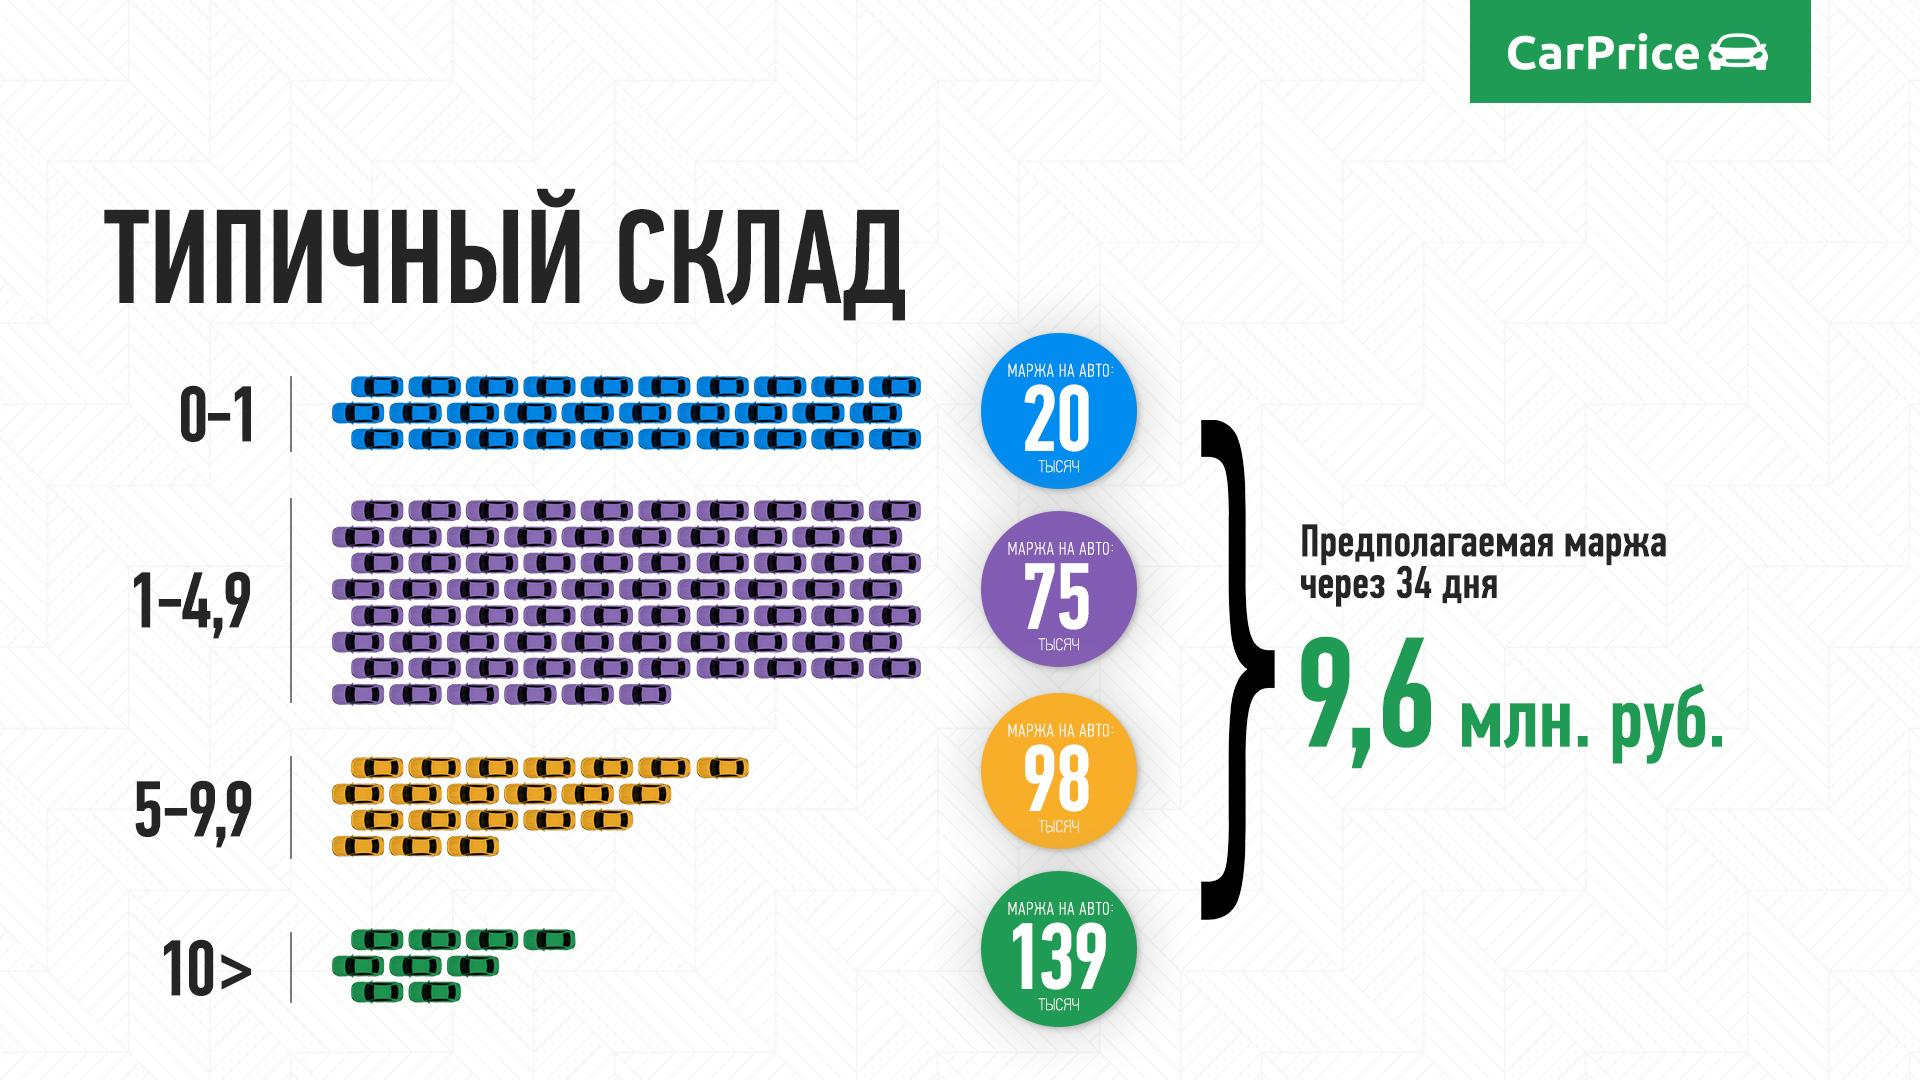 CarPrice
ТИПИЧНЫЙ СКЛАД
0–1
МАРЖА НА АВТО:
20
ТЫСЯЧ
1–4,9
МАРЖА НА АВТО:
75
ТЫСЯЧ
5–9,9
МАРЖА НА АВТО:
98
ТЫСЯЧ
10>
МАРЖА НА АВТО:
139
ТЫСЯЧ
Предполагаемая маржа
через 34 дня
9,6 млн. руб.